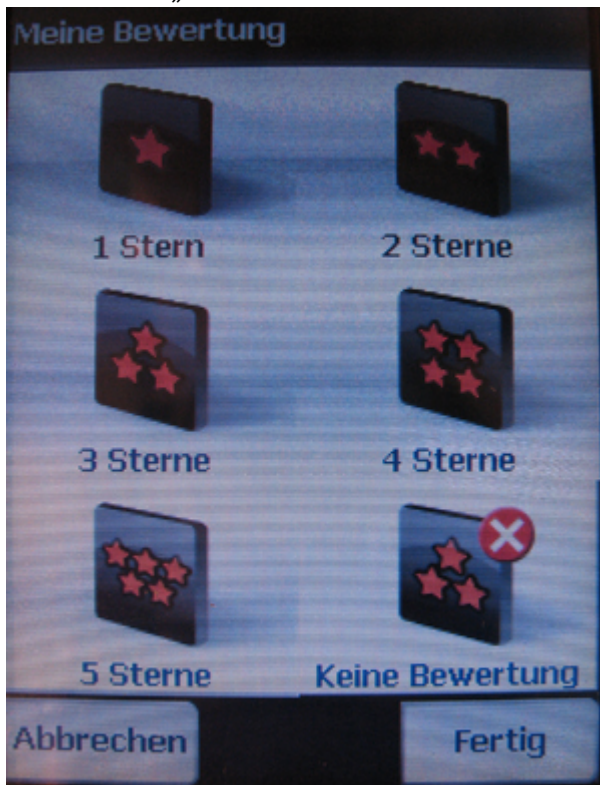 „
Meine Bewertung
1 Stern
2 Sterne
3 Sterne
4 Sterne
5 Sterne
Keine Bewertung
Abbrechen
Fertig